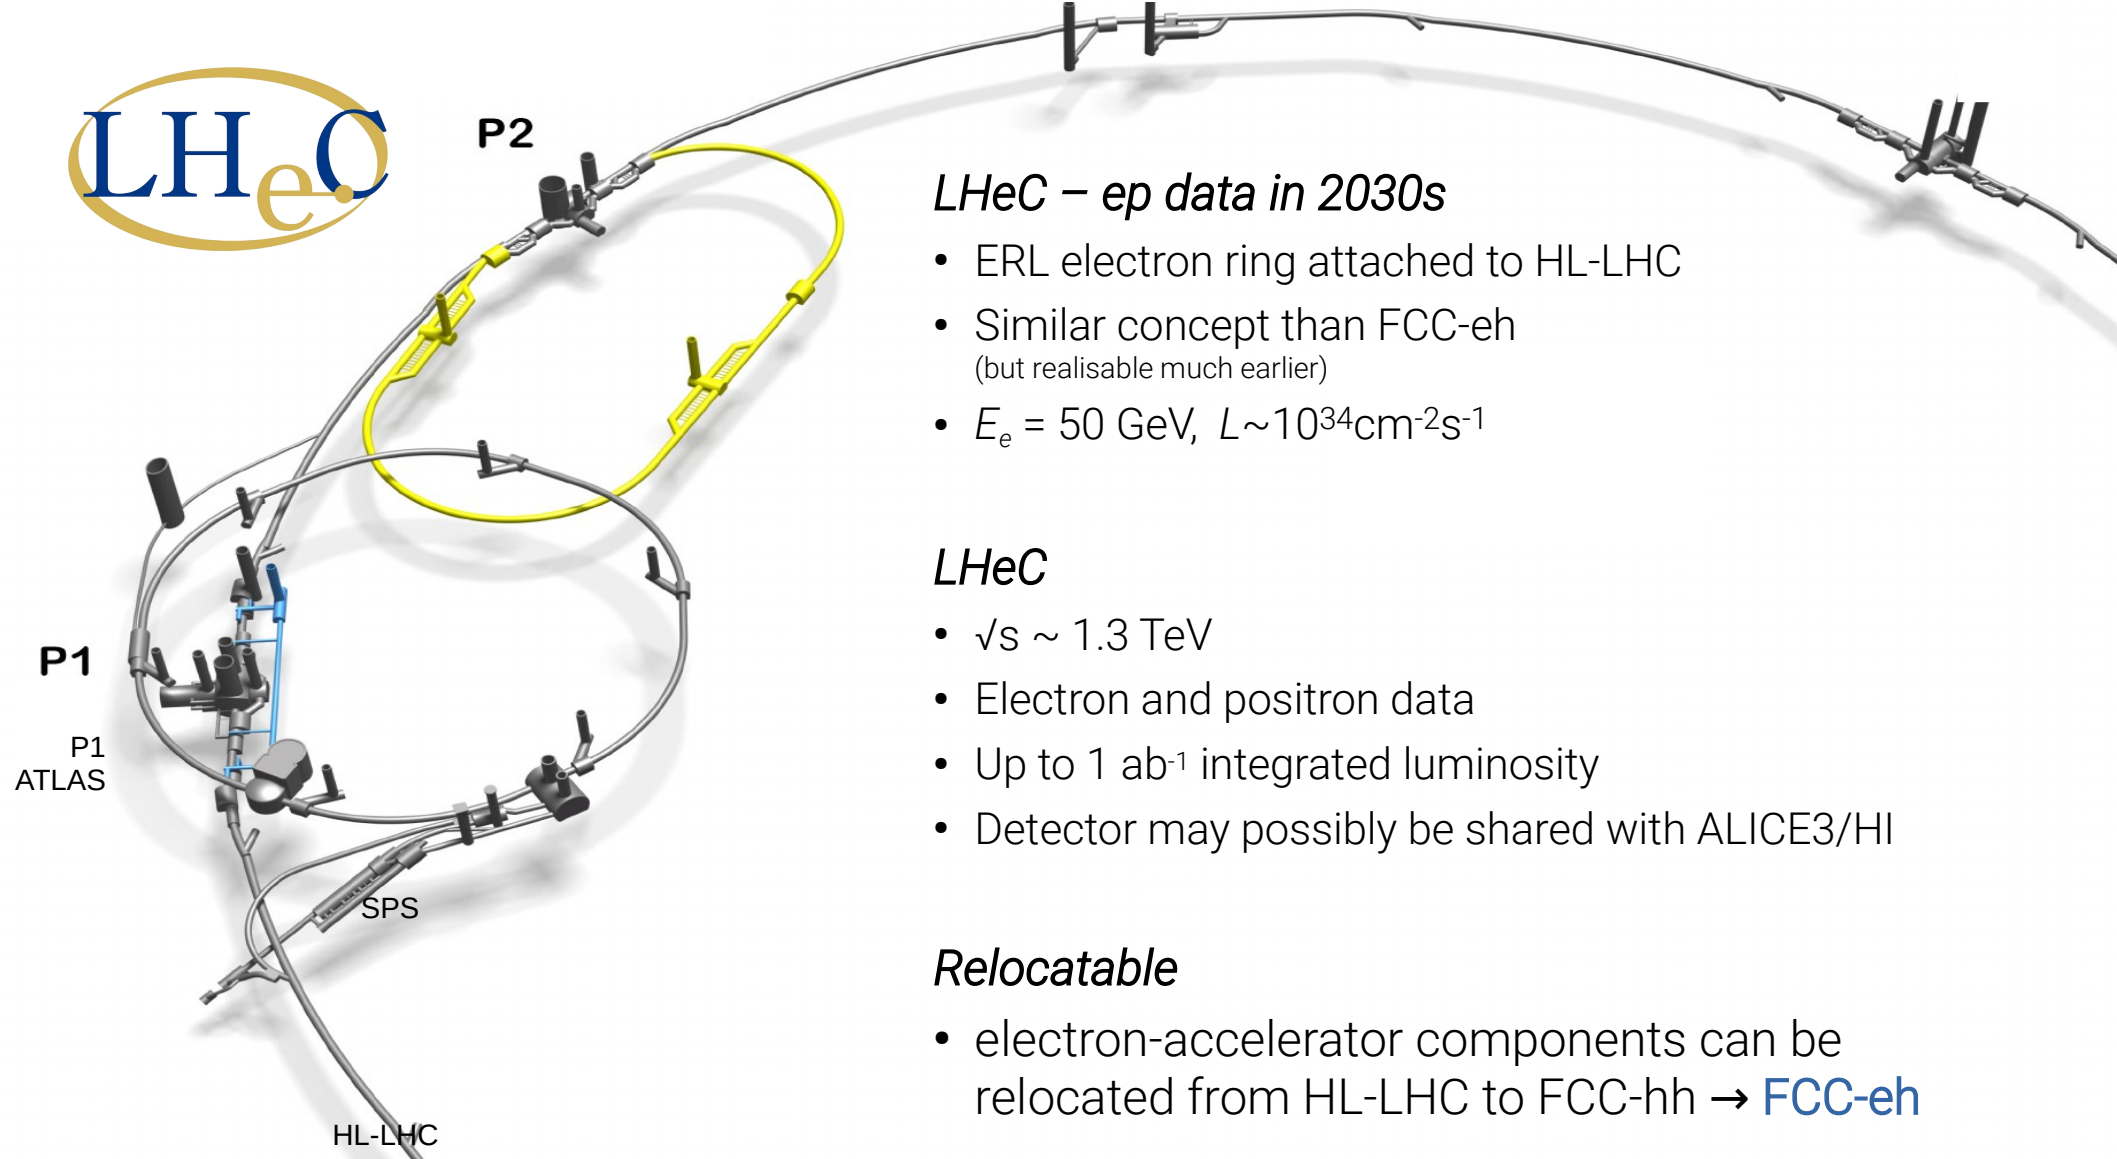 LHeC
P2
LHeC – ep data in 2030s
• ERL electron ring attached to HL-LHC
• Similar concept than FCC-eh
(but realisable much earlier)
• Eₑ = 50 GeV, L~10³⁴cm⁻²s⁻¹
LHeC
• √s ~ 1.3 TeV
• Electron and positron data
• Up to 1 ab⁻¹ integrated luminosity
• Detector may possibly be shared with ALICE3/HI
P1
P1
ATLAS
SPS
HL-LHC
Relocatable
• electron-accelerator components can be
relocated from HL-LHC to FCC-hh → FCC-eh